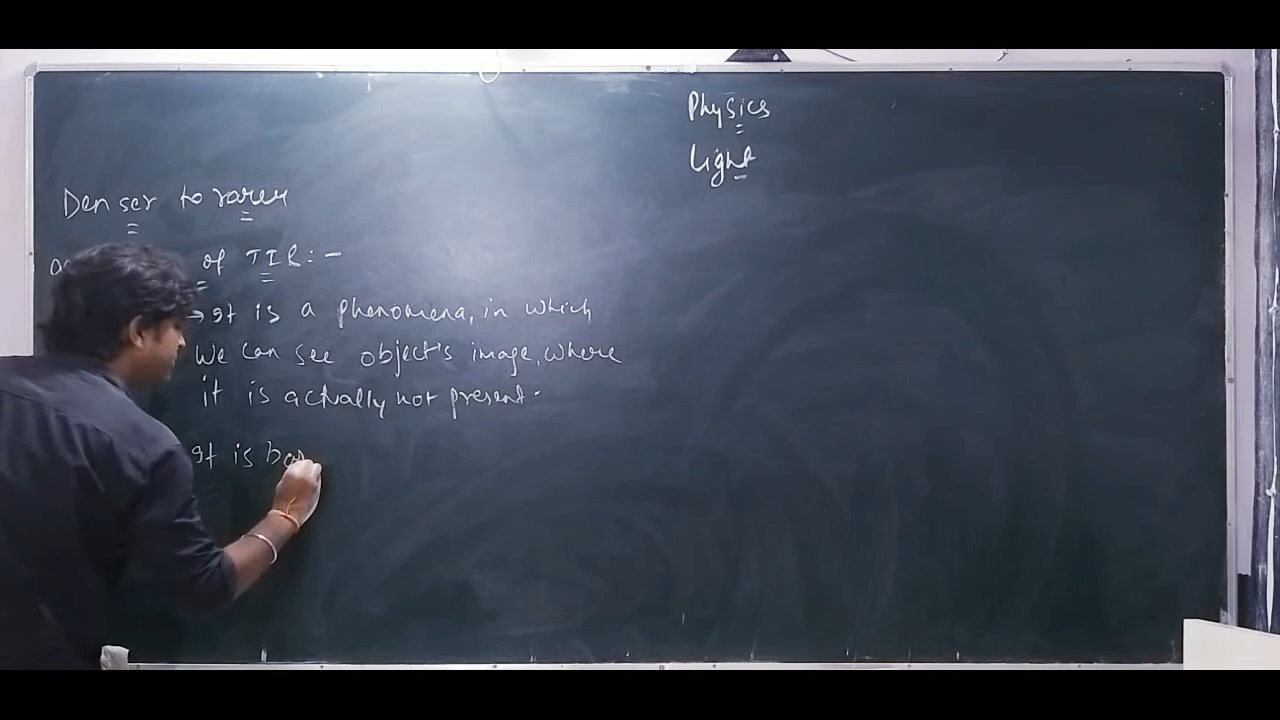 Physics
Light
Denser to rarer
of TIR:-
→ It is a phenomena, in which
We can see object's image, where
it is actually not present.
It is bas